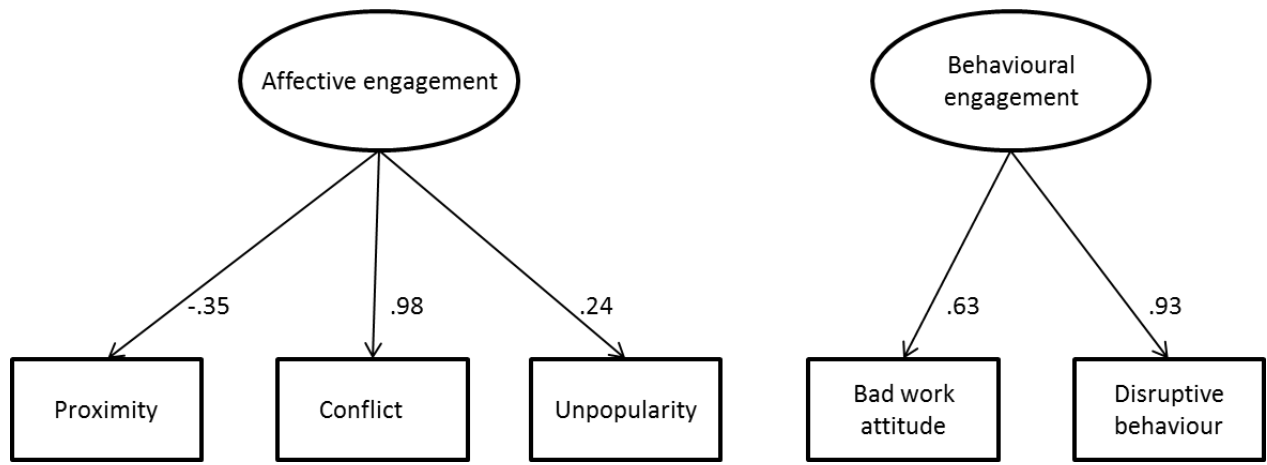 Affective engagement
Behavioural
engagement
-.35
.98
.24
.63
.93
Proximity
Conflict
Unpopularity
Bad work
attitude
Disruptive
behaviour